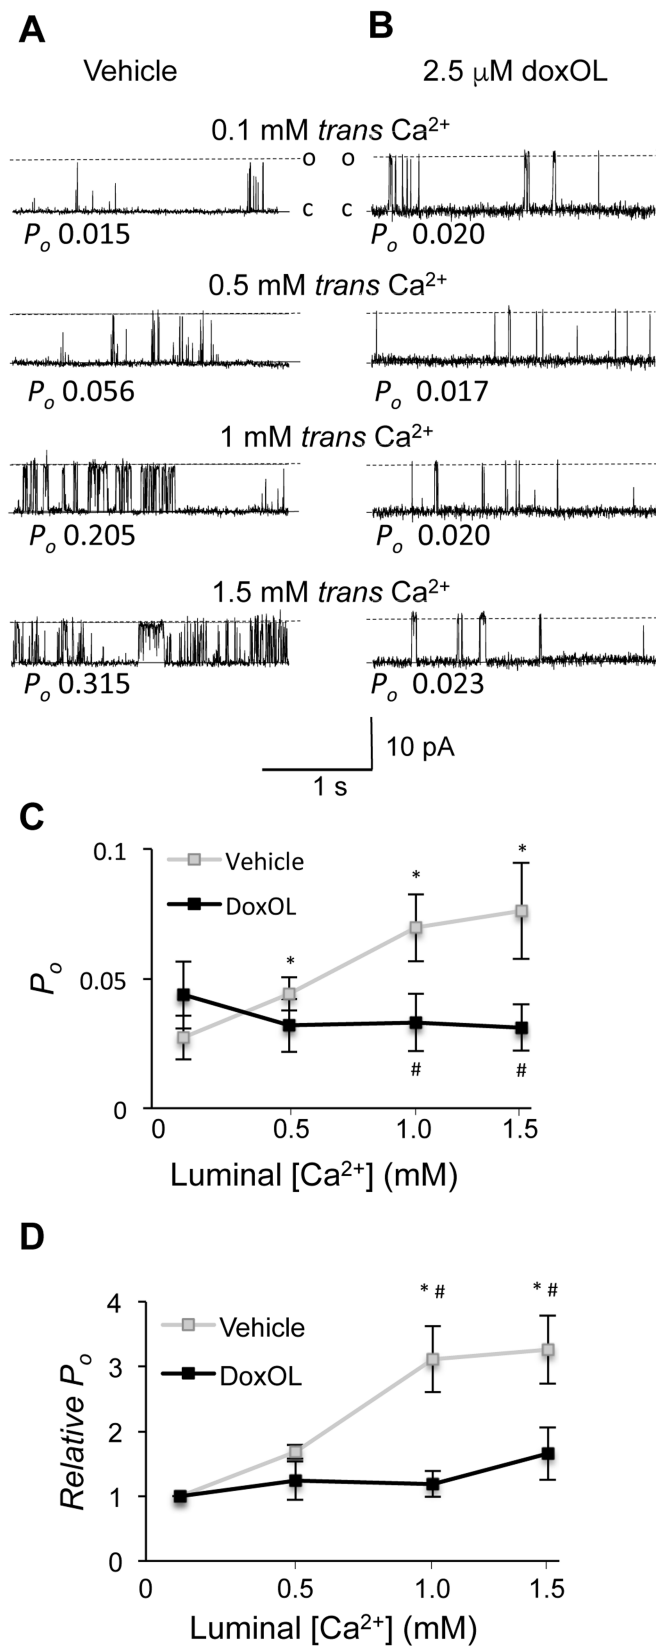 A
B
Vehicle
2.5 µM doxOL
0.1 mM trans Ca²⁺
o o
c c
Pₒ 0.015
Pₒ 0.020
0.5 mM trans Ca²⁺
Pₒ 0.056
Pₒ 0.017
1 mM trans Ca²⁺
Pₒ 0.205
Pₒ 0.020
1.5 mM trans Ca²⁺
Pₒ 0.315
Pₒ 0.023
10 pA
1 s
C
0.1
Vehicle
DoxOL
* * *
Pₒ
0.05
# #
0
0 0.5 1.0 1.5
Luminal [Ca²⁺] (mM)
D
* # * #
4
Vehicle
3
DoxOL
Relative Pₒ
2
1
0
0 0.5 1.0 1.5
Luminal [Ca²⁺] (mM)